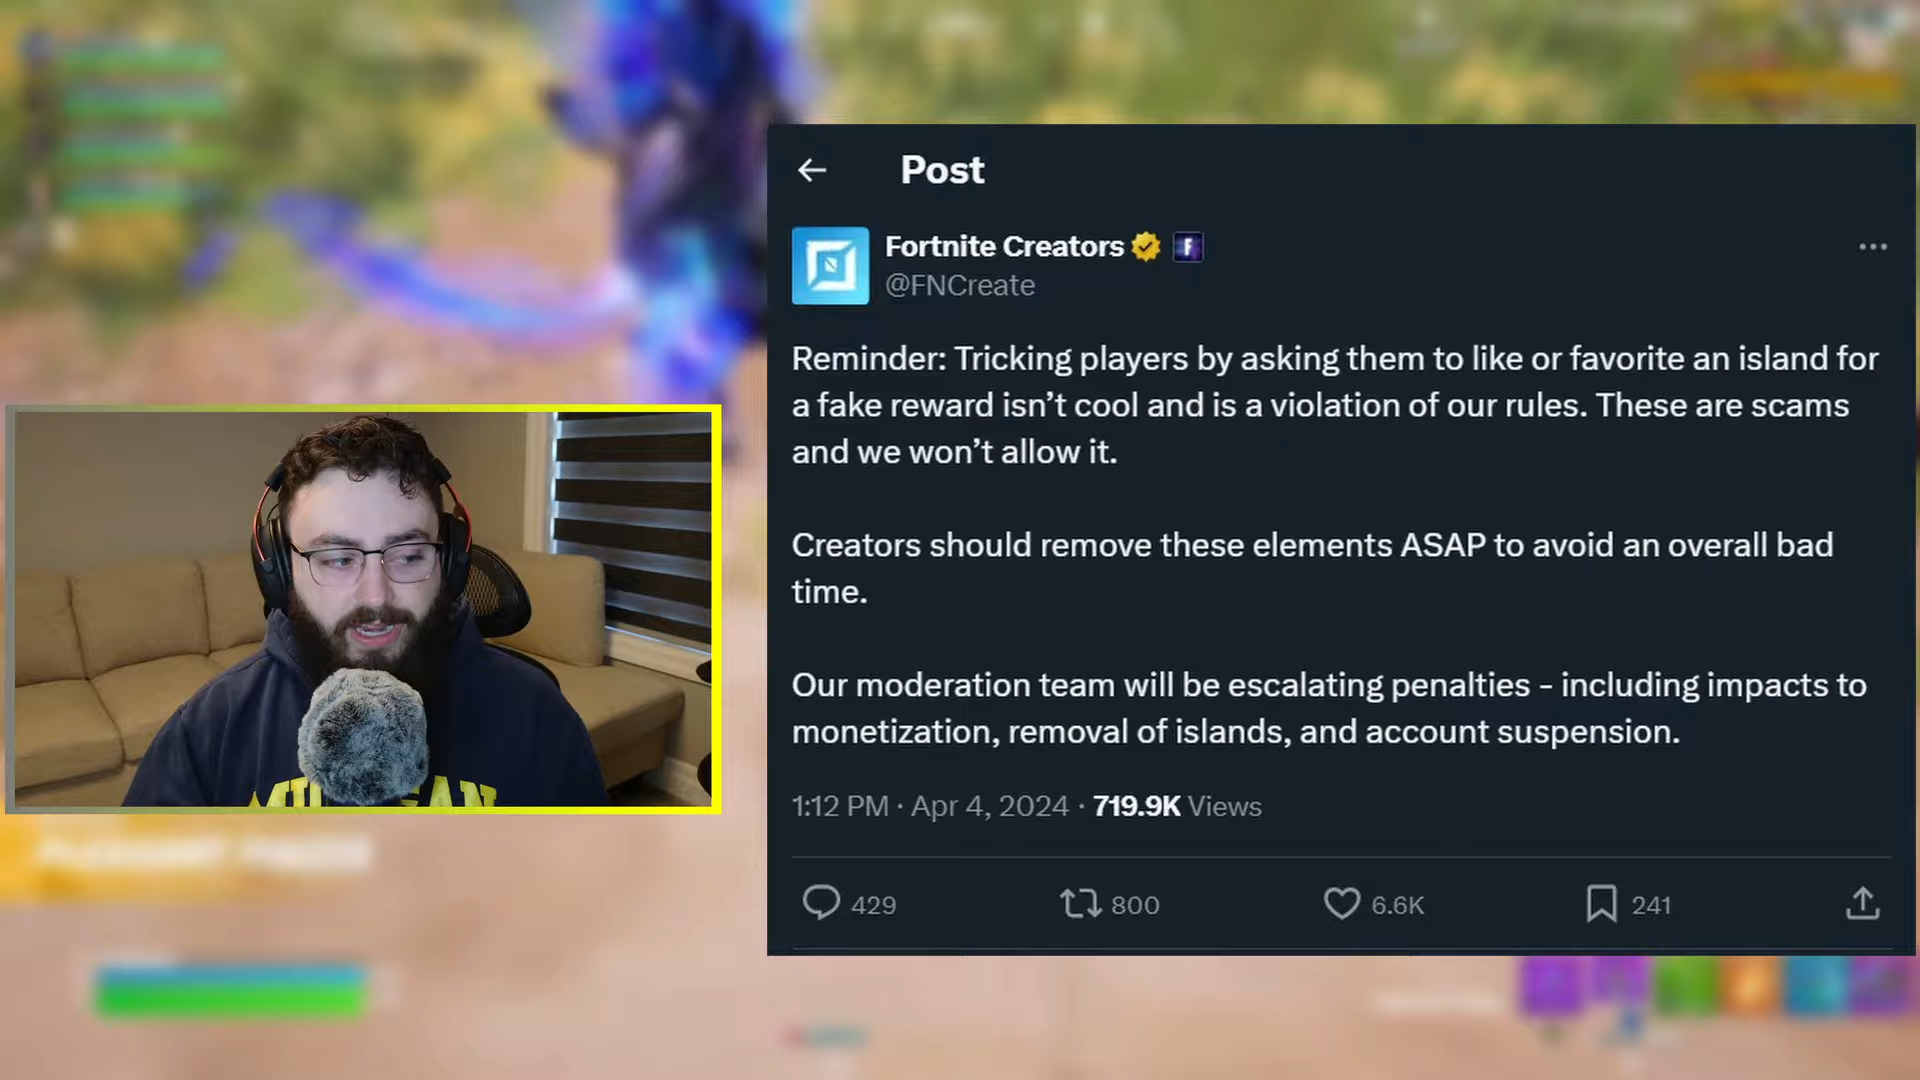 Post
Fortnite Creators
@FNCreate
Reminder: Tricking players by asking them to like or favorite an island for
a fake reward isn’t cool and is a violation of our rules. These are scams
and we won’t allow it.
Creators should remove these elements ASAP to avoid an overall bad
time.
Our moderation team will be escalating penalties - including impacts to
monetization, removal of islands, and account suspension.
1:12 PM · Apr 4, 2024 · 719.9K Views
429 800 6.6K 241